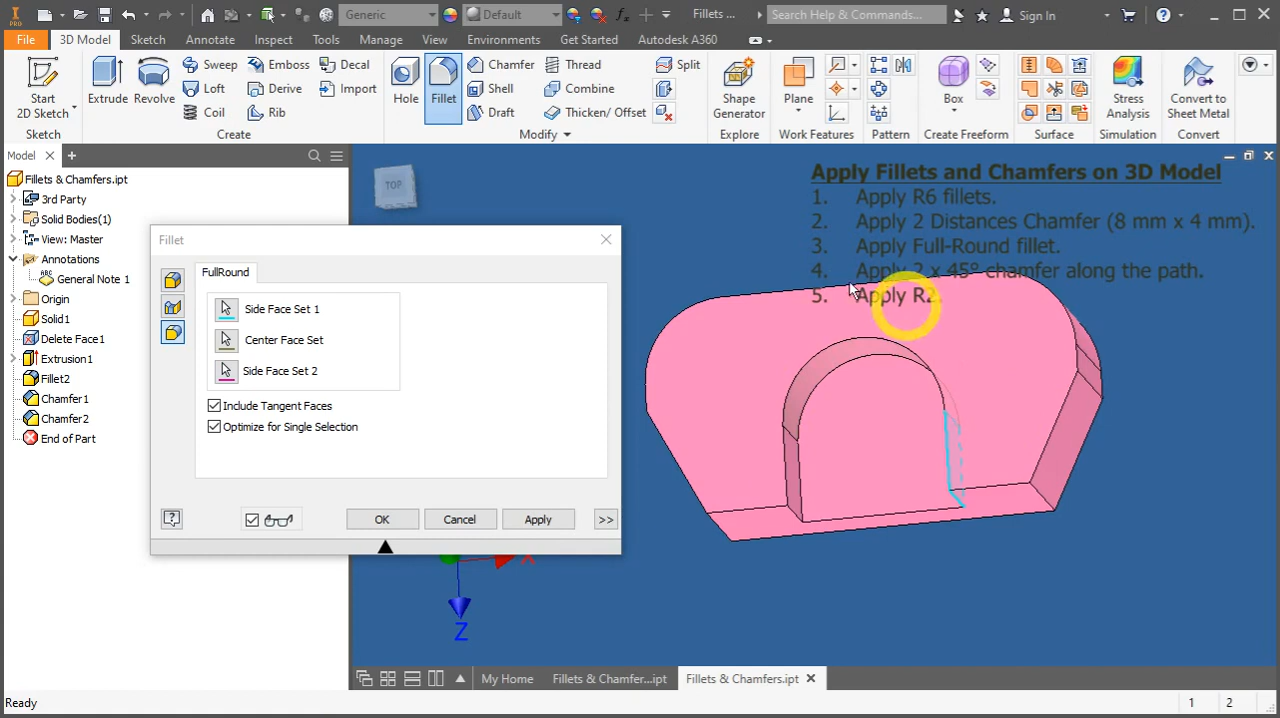 PRO
Generic
Default
Fillets ...
Search Help & Commands...
Sign In
File
3D Model
Sketch
Annotate
Inspect
Tools
Manage
View
Environments
Get Started
Autodesk A360
Start
2D Sketch
Extrude
Revolve
Sweep
Loft
Coil
Emboss
Derive
Rib
Decal
Import
Hole
Fillet
Chamfer
Shell
Draft
Thread
Combine
Thicken/ Offset
Split
Shape
Generator
Plane
Box
Stress
Analysis
Convert to
Sheet Metal
Sketch
Create
Modify
Explore
Work Features
Pattern
Create Freeform
Surface
Simulation
Convert
Model
Fillets & Chamfers.ipt
3rd Party
Solid Bodies(1)
View: Master
Annotations
ABC
General Note 1
Origin
Solid1
Delete Face1
Extrusion1
Fillet2
Chamfer1
Chamfer2
End of Part
TOP
Apply Fillets and Chamfers on 3D Model
1. Apply R6 fillets.
2. Apply 2 Distances Chamfer (8 mm x 4 mm).
3. Apply Full-Round fillet.
4. Apply 2 x 45° chamfer along the path.
5. Apply R2.
Fillet
FullRound
Side Face Set 1
Center Face Set
Side Face Set 2
Include Tangent Faces
Optimize for Single Selection
OK
Cancel
Apply
>>
X
Z
My Home
Fillets & Chamfer...ipt
Fillets & Chamfers.ipt
Ready
1 2